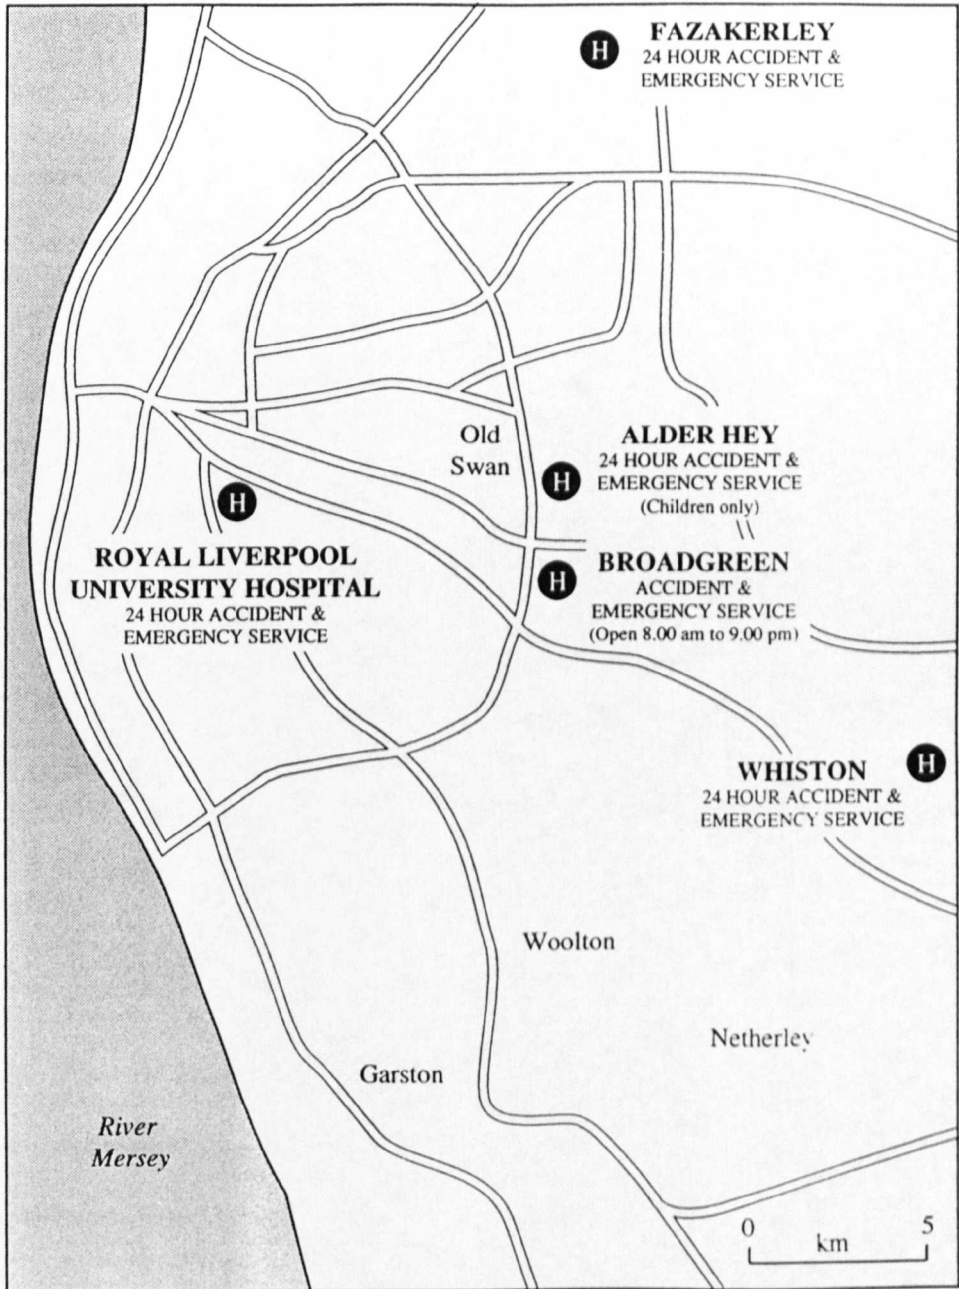 FAZAKERLEY
H
24 HOUR ACCIDENT &
EMERGENCY SERVICE
Old
Swan
ALDER HEY
H
24 HOUR ACCIDENT &
EMERGENCY SERVICE
(Children only)
H
ROYAL LIVERPOOL
UNIVERSITY HOSPITAL
24 HOUR ACCIDENT &
EMERGENCY SERVICE
BROADGREEN
H
ACCIDENT &
EMERGENCY SERVICE
(Open 8.00 am to 9.00 pm)
WHISTON
H
24 HOUR ACCIDENT &
EMERGENCY SERVICE
Woolton
Netherley
Garston
River
Mersey
0 5
km